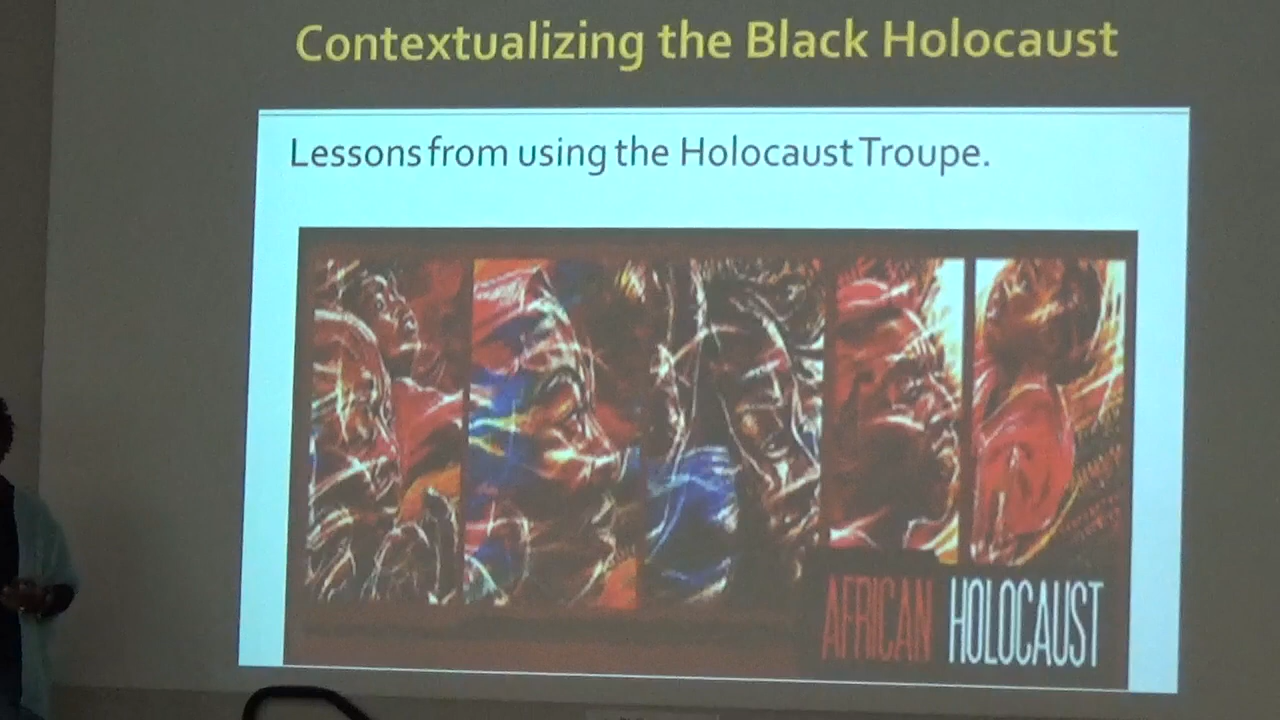 Contextualizing the Black Holocaust
Lessons from using the Holocaust Troupe.
AFRICAN HOLOCAUST